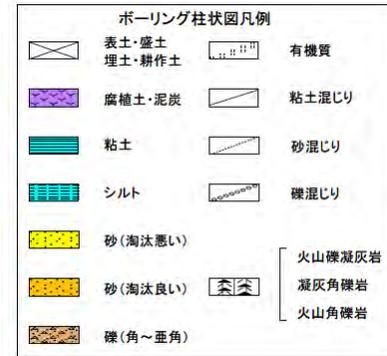 ボーリング柱状図凡例
表土・盛土
埋土・耕作土
腐植土・泥炭
粘土
シルト
砂(淘汰悪い)
砂(淘汰良い)
礫(角~亜角)
有機質
粘土混じり
砂混じり
礫混じり
火山礫凝灰岩
凝灰角礫岩
火山角礫岩